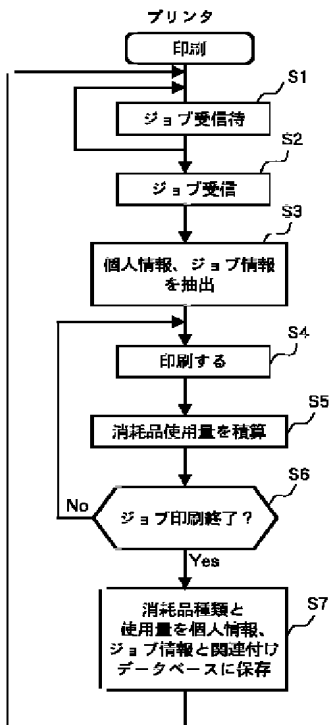 プリンタ
印刷
S1
ジョブ受信待
S2
ジョブ受信
S3
個人情報、ジョブ情報
を抽出
S4
印刷する
S5
消耗品使用量を積算
S6
ジョブ印刷終了？
No
Yes
S7
消耗品種類と
使用量を個人情報、
ジョブ情報と関連付け
データベースに保存